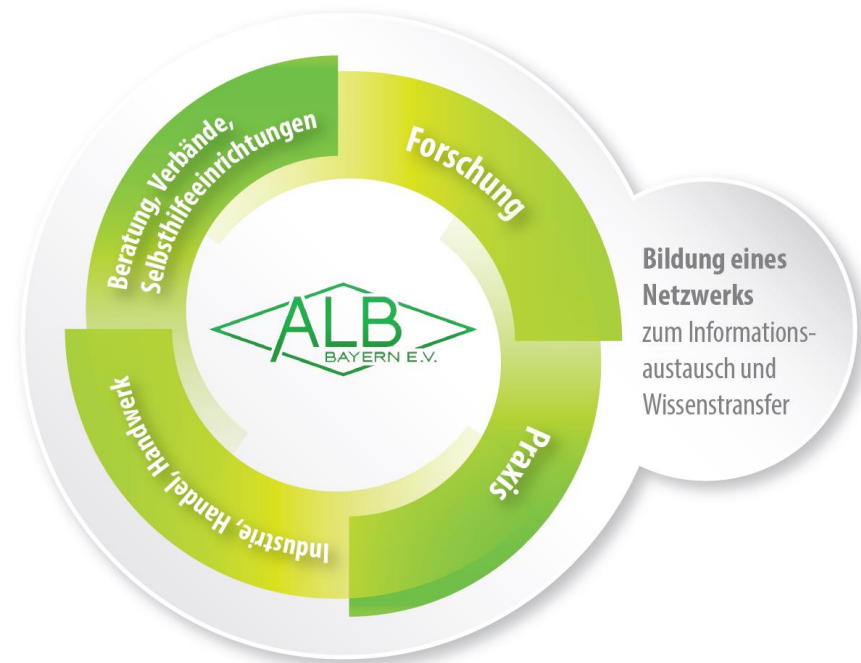 Beratung, Verbände,
Selbsthilfeeinrichtungen
Forschung
ALB
BAYERN E.V.
Bildung eines
Netzwerks
zum Informations-
austausch und
Wissenstransfer
Industrie, Handel, Handwerk
Praxis